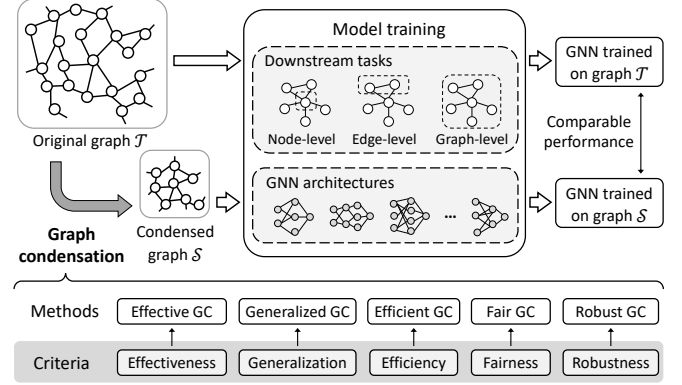 Model training
Downstream tasks
Node-level Edge-level Graph-level
GNN architectures
...
Original graph 𝒯
Graph
condensation
Condensed
graph 𝒮
GNN trained
on graph 𝒯
Comparable
performance
GNN trained
on graph 𝒮
Methods Effective GC Generalized GC Efficient GC Fair GC Robust GC
Criteria Effectiveness Generalization Efficiency Fairness Robustness